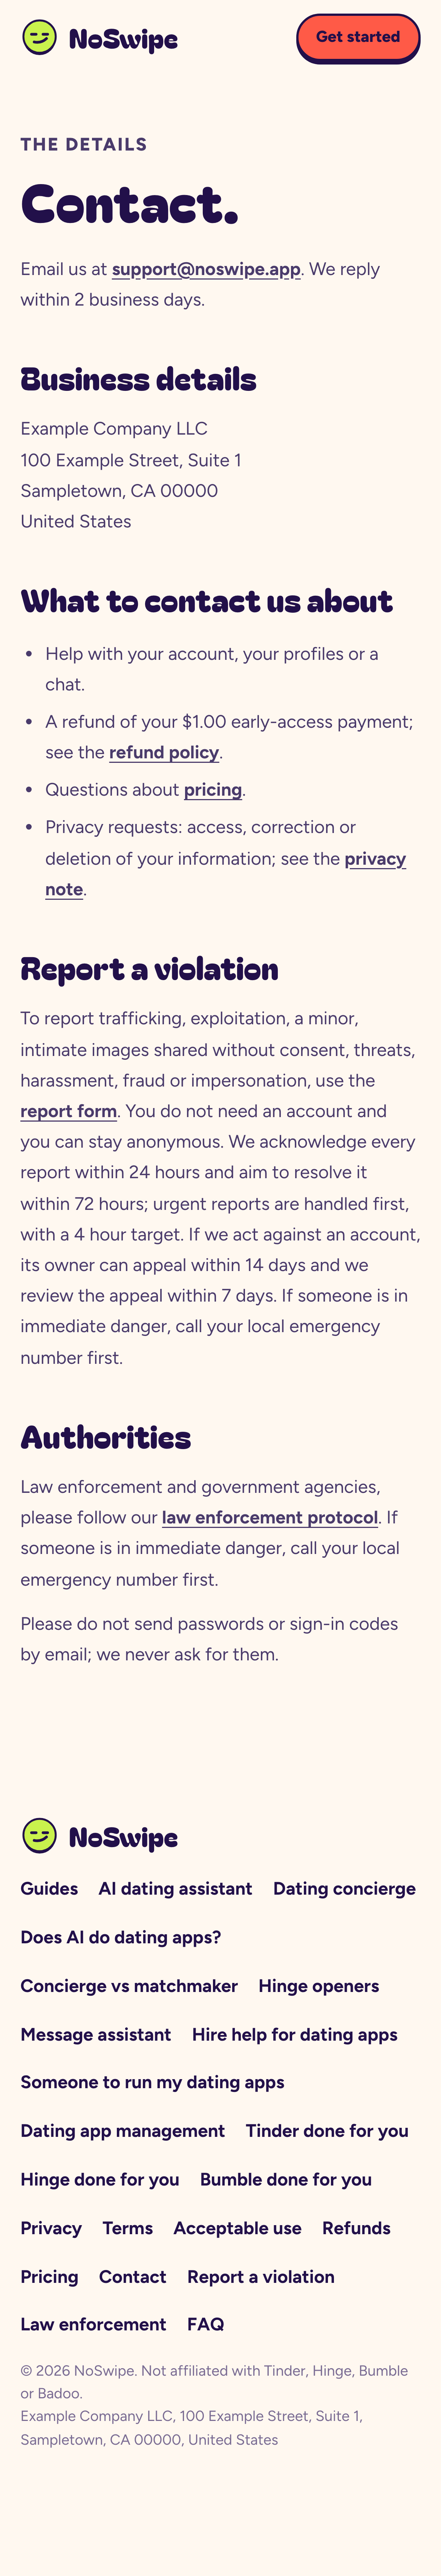 NoSwipe
Get started
THE DETAILS
Contact.
Email us at support@noswipe.app. We reply
within 2 business days.
Business details
Example Company LLC
100 Example Street, Suite 1
Sampletown, CA 00000
United States
What to contact us about
• Help with your account, your profiles or a
chat.
• A refund of your $1.00 early-access payment;
see the refund policy.
• Questions about pricing.
• Privacy requests: access, correction or
deletion of your information; see the privacy
note.
Report a violation
To report trafficking, exploitation, a minor,
intimate images shared without consent, threats,
harassment, fraud or impersonation, use the
report form. You do not need an account and
you can stay anonymous. We acknowledge every
report within 24 hours and aim to resolve it
within 72 hours; urgent reports are handled first,
with a 4 hour target. If we act against an account,
its owner can appeal within 14 days and we
review the appeal within 7 days. If someone is in
immediate danger, call your local emergency
number first.
Authorities
Law enforcement and government agencies,
please follow our law enforcement protocol. If
someone is in immediate danger, call your local
emergency number first.
Please do not send passwords or sign-in codes
by email; we never ask for them.
NoSwipe
Guides AI dating assistant Dating concierge
Does AI do dating apps?
Concierge vs matchmaker Hinge openers
Message assistant Hire help for dating apps
Someone to run my dating apps
Dating app management Tinder done for you
Hinge done for you Bumble done for you
Privacy Terms Acceptable use Refunds
Pricing Contact Report a violation
Law enforcement FAQ
© 2026 NoSwipe. Not affiliated with Tinder, Hinge, Bumble
or Badoo.
Example Company LLC, 100 Example Street, Suite 1,
Sampletown, CA 00000, United States